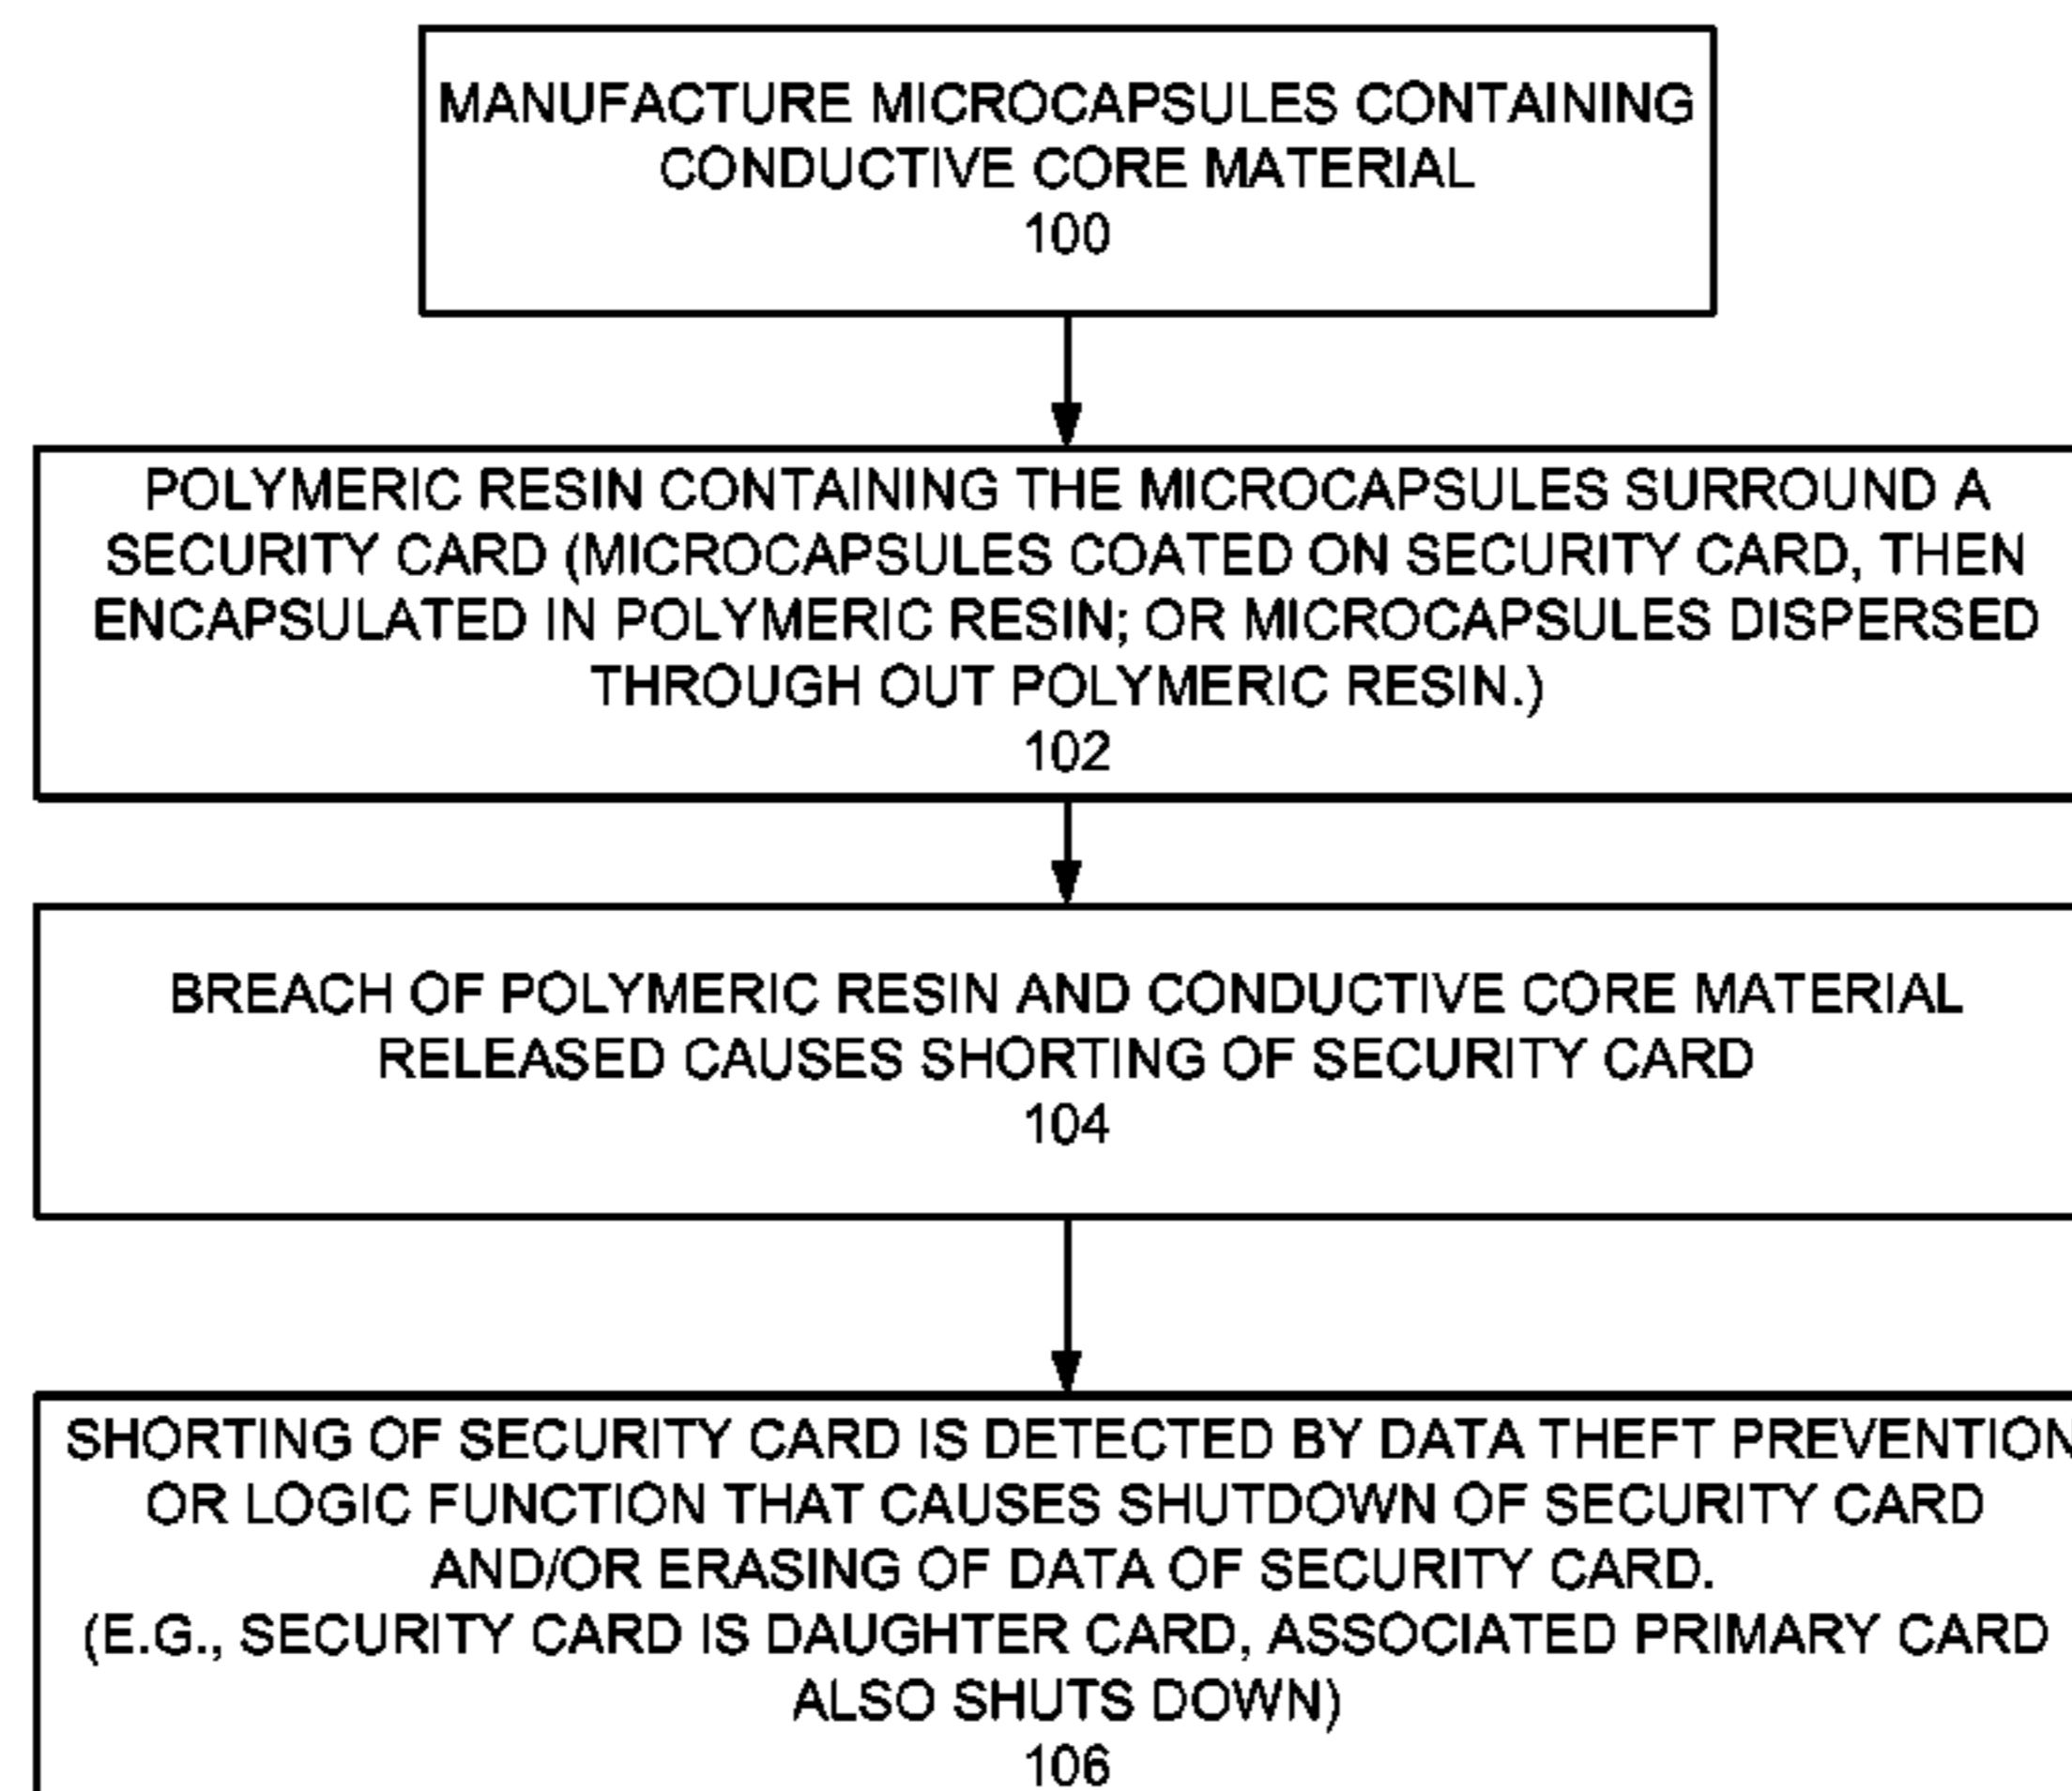 MANUFACTURE MICROCAPSULES CONTAINING
CONDUCTIVE CORE MATERIAL
100
POLYMERIC RESIN CONTAINING THE MICROCAPSULES SURROUND A
SECURITY CARD (MICROCAPSULES COATED ON SECURITY CARD, THEN
ENCAPSULATED IN POLYMERIC RESIN; OR MICROCAPSULES DISPERSED
THROUGH OUT POLYMERIC RESIN.)
102
BREACH OF POLYMERIC RESIN AND CONDUCTIVE CORE MATERIAL
RELEASED CAUSES SHORTING OF SECURITY CARD
104
SHORTING OF SECURITY CARD IS DETECTED BY DATA THEFT PREVENTION
OR LOGIC FUNCTION THAT CAUSES SHUTDOWN OF SECURITY CARD
AND/OR ERASING OF DATA OF SECURITY CARD.
(E.G., SECURITY CARD IS DAUGHTER CARD, ASSOCIATED PRIMARY CARD
ALSO SHUTS DOWN)
106